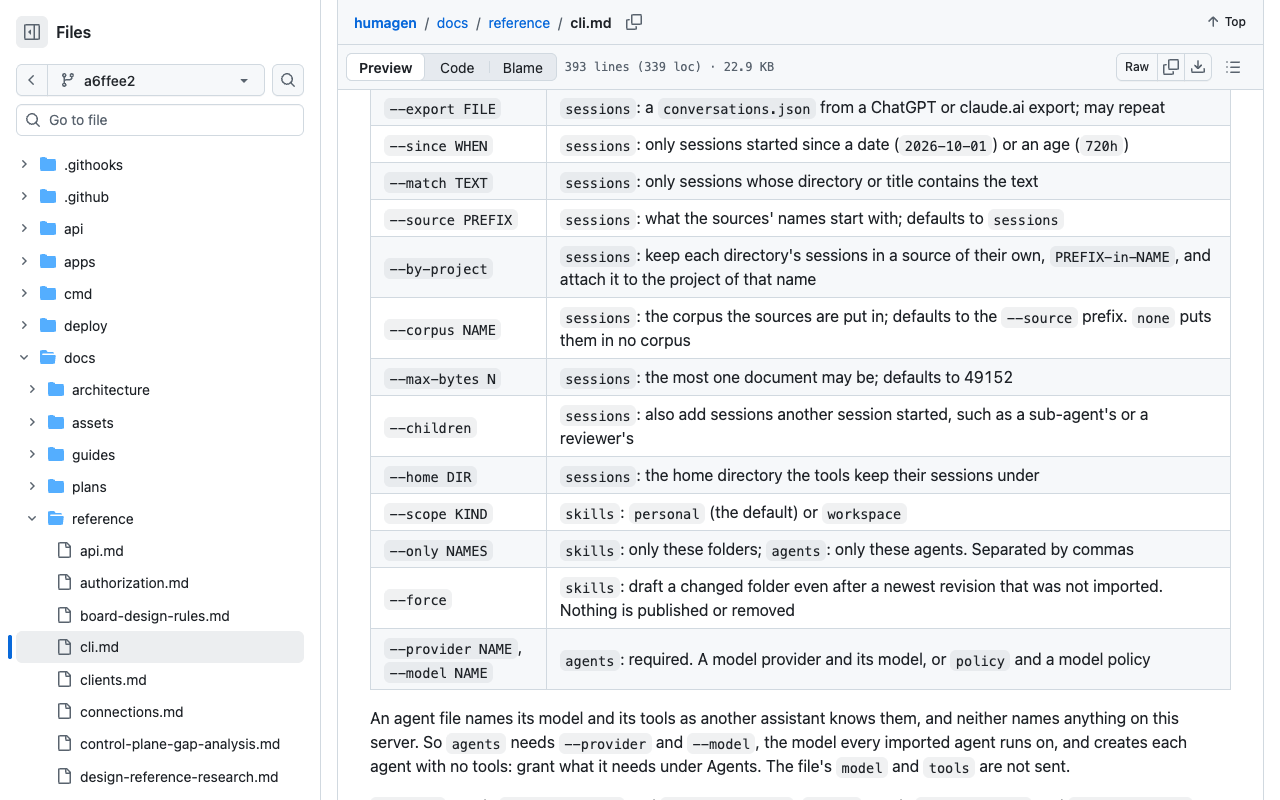 Files
a6ffee2
Go to file
.githooks
.github
api
apps
cmd
deploy
docs
architecture
assets
guides
plans
reference
api.md
authorization.md
board-design-rules.md
cli.md
clients.md
connections.md
control-plane-gap-analysis.md
design-reference-research.md
humagen / docs / reference / cli.md
Top
Preview Code Blame 393 lines (339 loc) · 22.9 KB
Raw
--export FILE sessions: a conversations.json from a ChatGPT or claude.ai export; may repeat
--since WHEN sessions: only sessions started since a date (2026-10-01) or an age (720h)
--match TEXT sessions: only sessions whose directory or title contains the text
--source PREFIX sessions: what the sources' names start with; defaults to sessions
--by-project sessions: keep each directory's sessions in a source of their own, PREFIX-in-NAME, and
attach it to the project of that name
--corpus NAME sessions: the corpus the sources are put in; defaults to the --source prefix. none puts
them in no corpus
--max-bytes N sessions: the most one document may be; defaults to 49152
--children sessions: also add sessions another session started, such as a sub-agent's or a
reviewer's
--home DIR sessions: the home directory the tools keep their sessions under
--scope KIND skills: personal (the default) or workspace
--only NAMES skills: only these folders; agents: only these agents. Separated by commas
--force skills: draft a changed folder even after a newest revision that was not imported.
Nothing is published or removed
--provider NAME,
--model NAME agents: required. A model provider and its model, or policy and a model policy
An agent file names its model and its tools as another assistant knows them, and neither names anything on this
server. So agents needs --provider and --model, the model every imported agent runs on, and creates each
agent with no tools: grant what it needs under Agents. The file's model and tools are not sent.